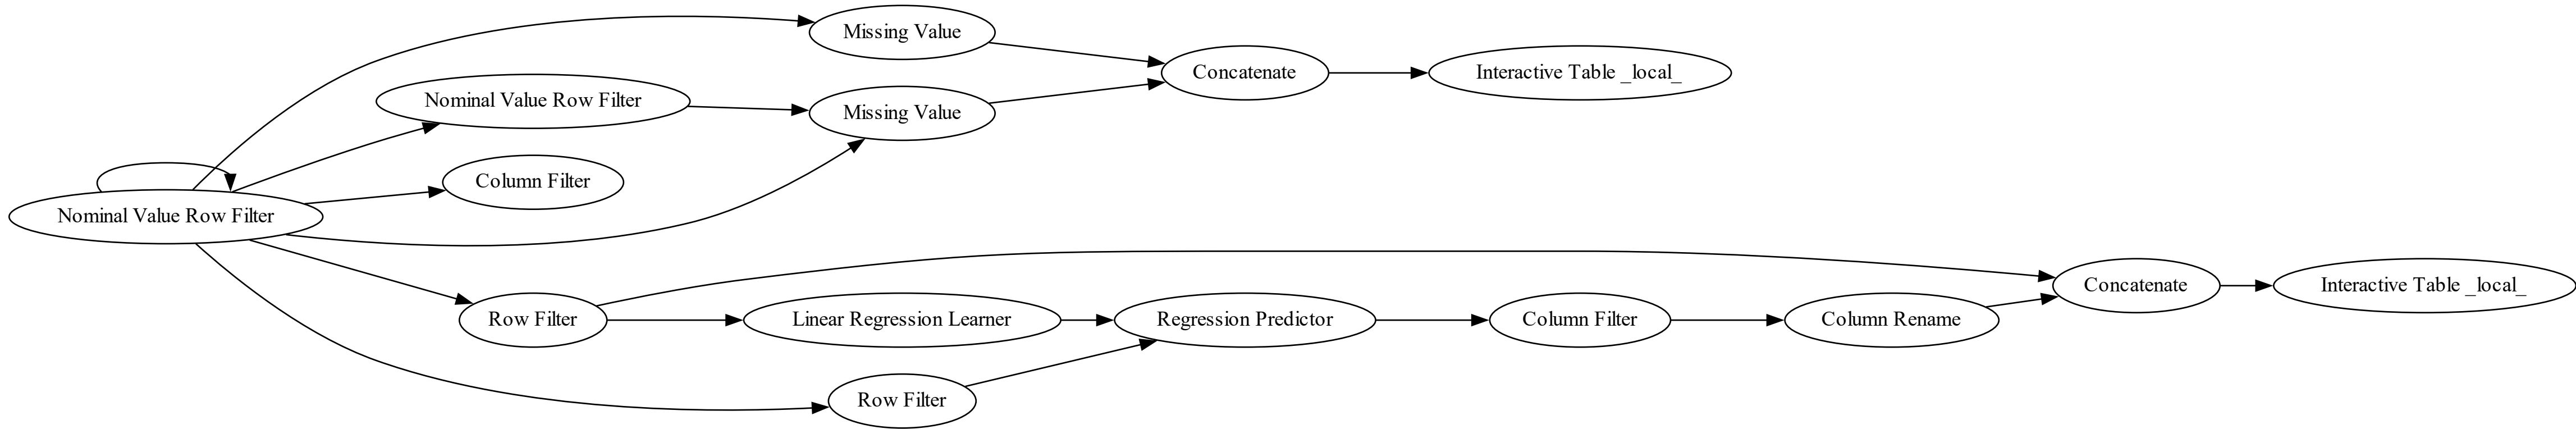 Missing Value
Concatenate
Interactive Table _local_
Nominal Value Row Filter
Missing Value
Column Filter
Nominal Value Row Filter
Row Filter
Linear Regression Learner
Regression Predictor
Column Filter
Column Rename
Concatenate
Interactive Table _local_
Row Filter